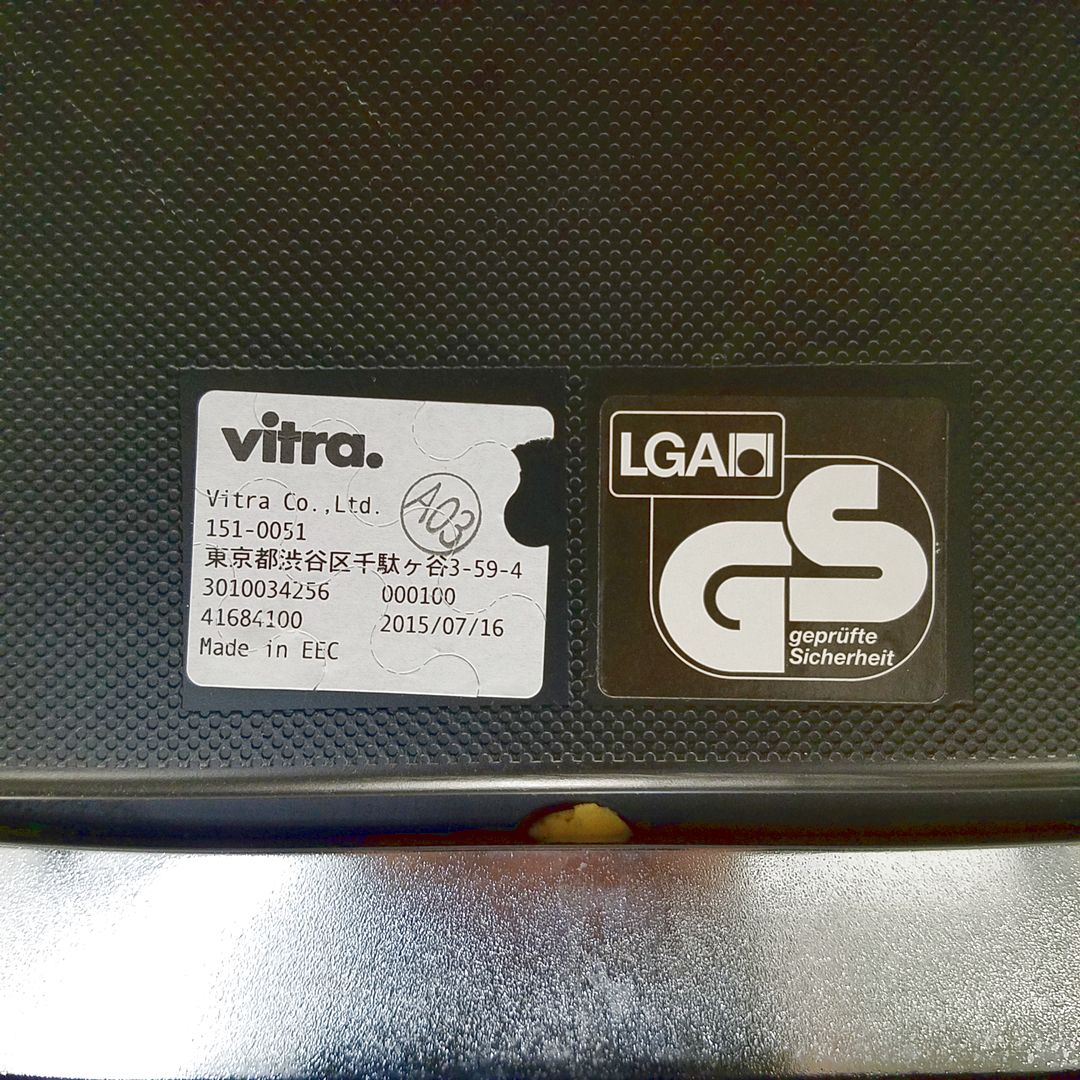 vitra.
Vitra Co.,Ltd.
A03
151-0051
東京都渋谷区千駄ヶ谷3-59-4
3010034256 000100
41684100 2015/07/16
Made in EEC
LGA
GS
geprüfte
Sicherheit